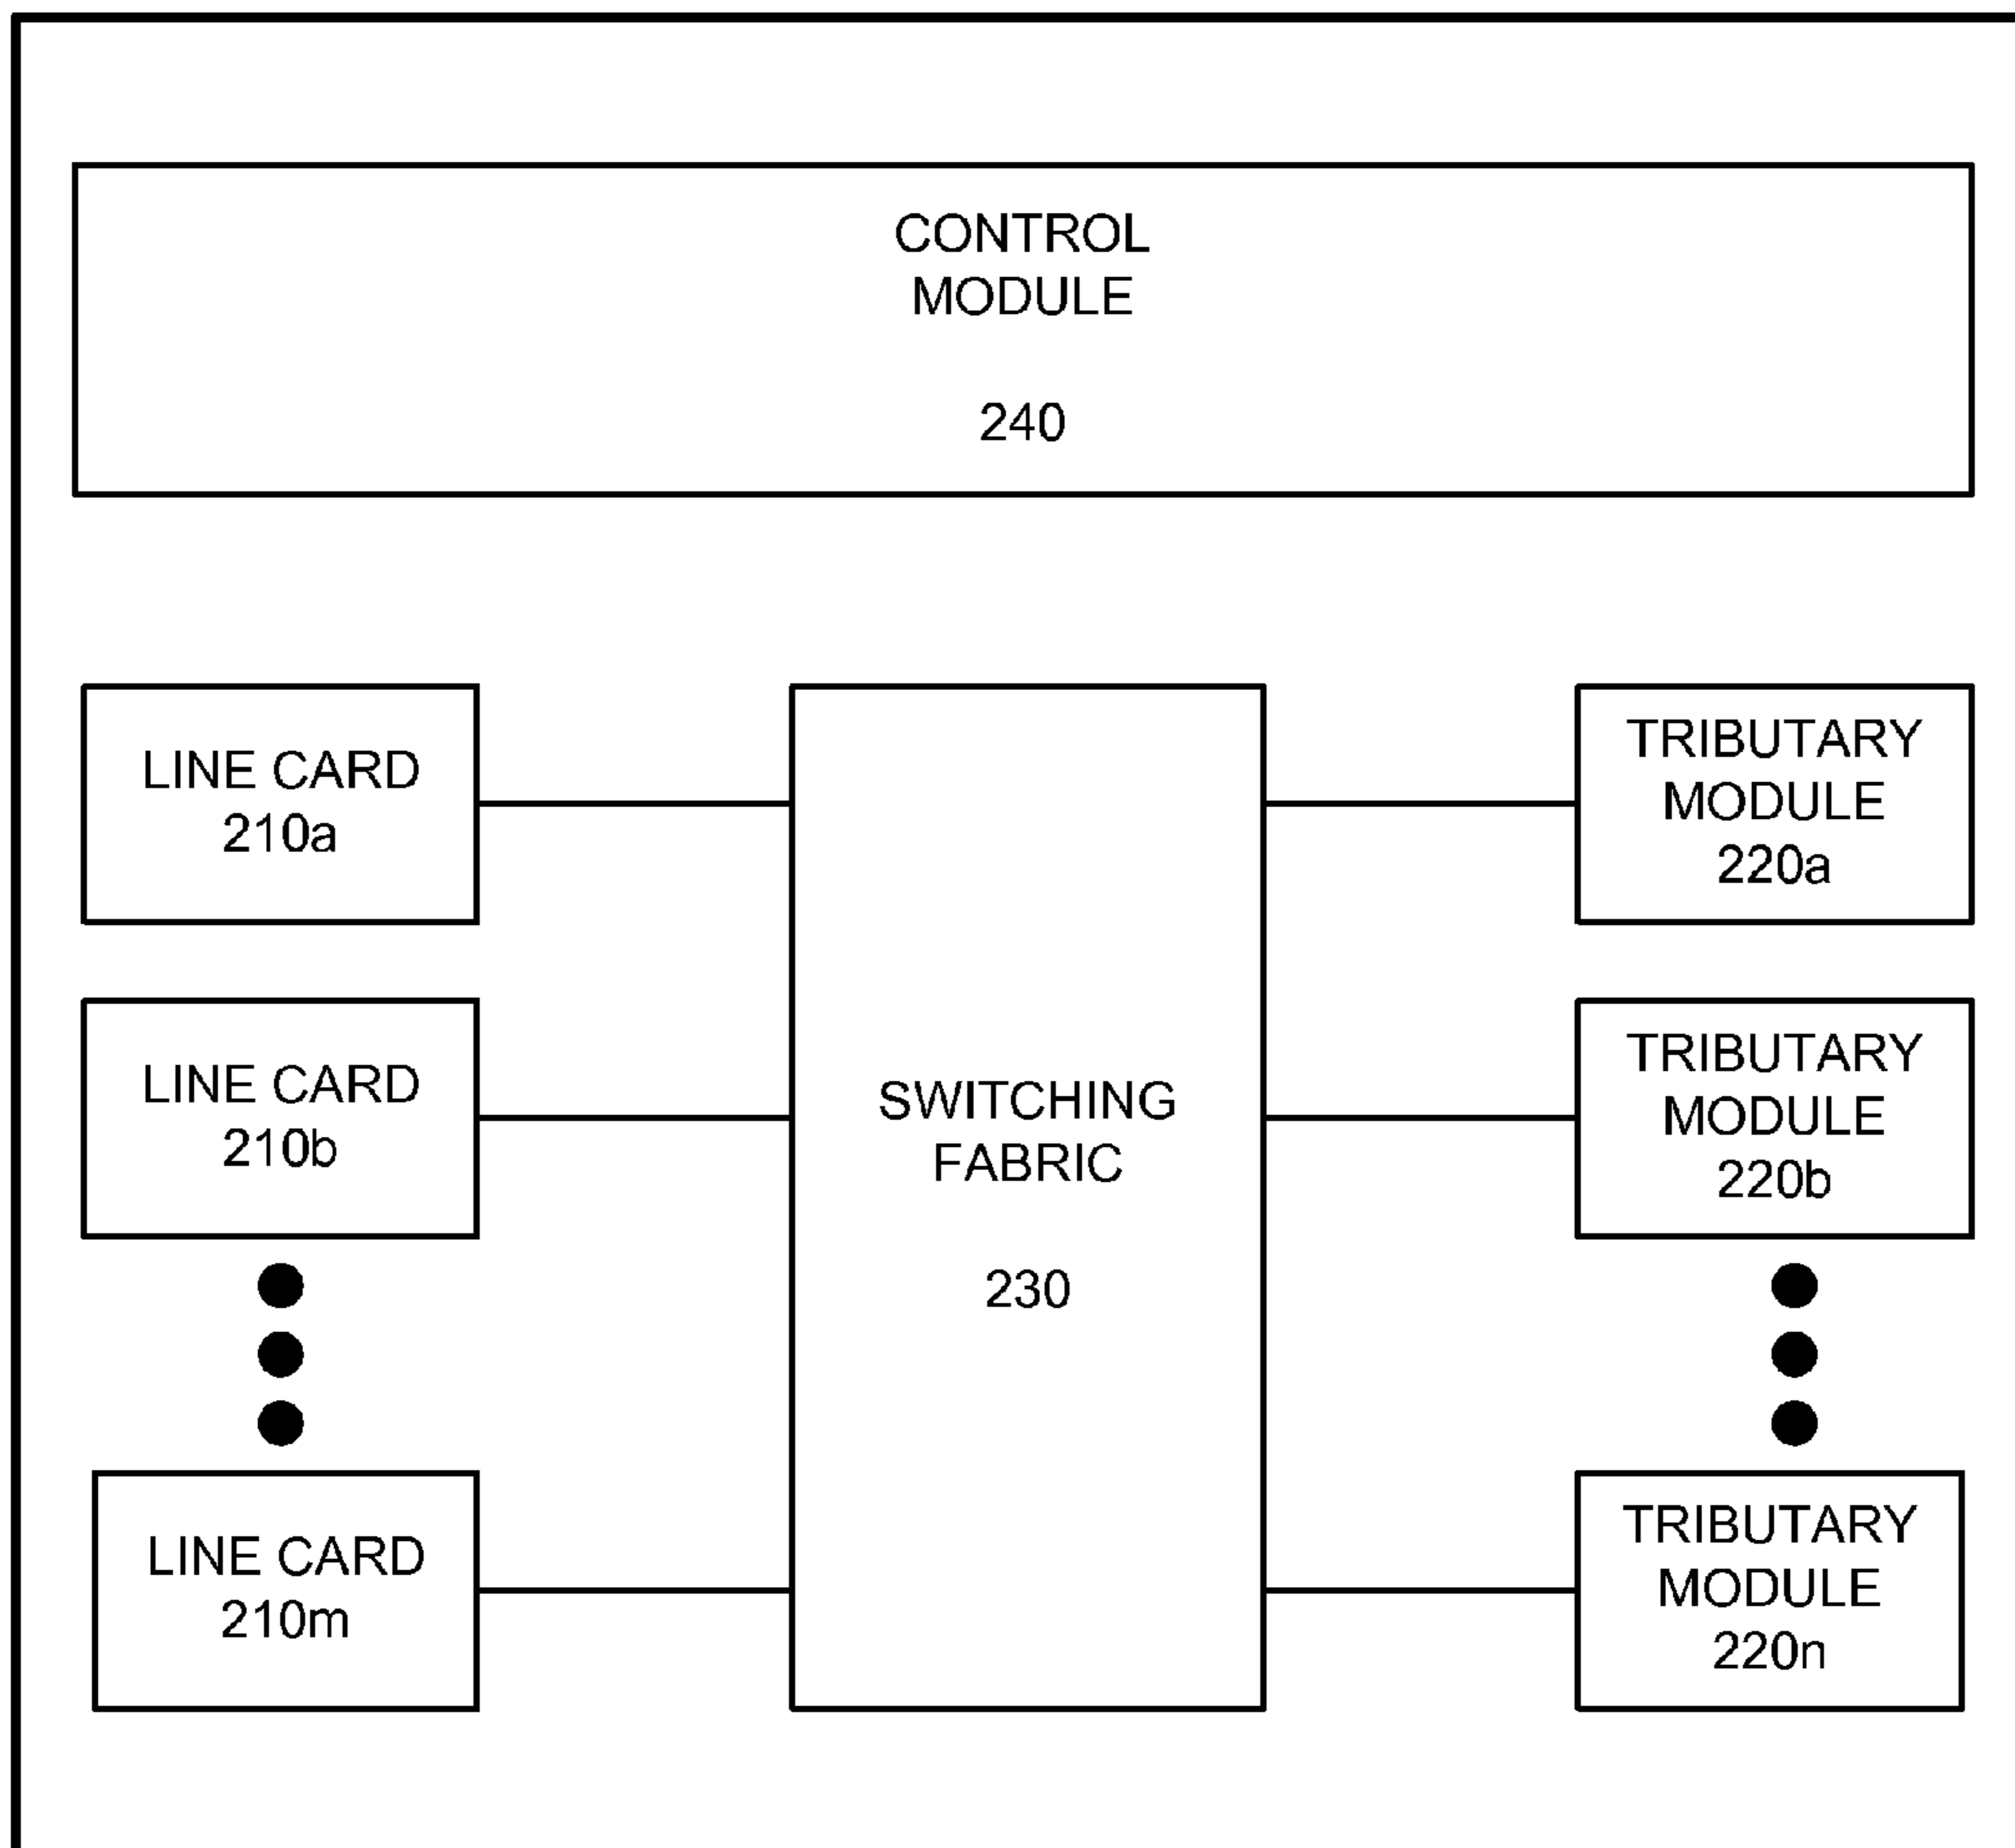 CONTROL
MODULE
240
LINE CARD
210a
TRIBUTARY
MODULE
220a
LINE CARD
210b
SWITCHING
FABRIC
230
TRIBUTARY
MODULE
220b
LINE CARD
210m
TRIBUTARY
MODULE
220n